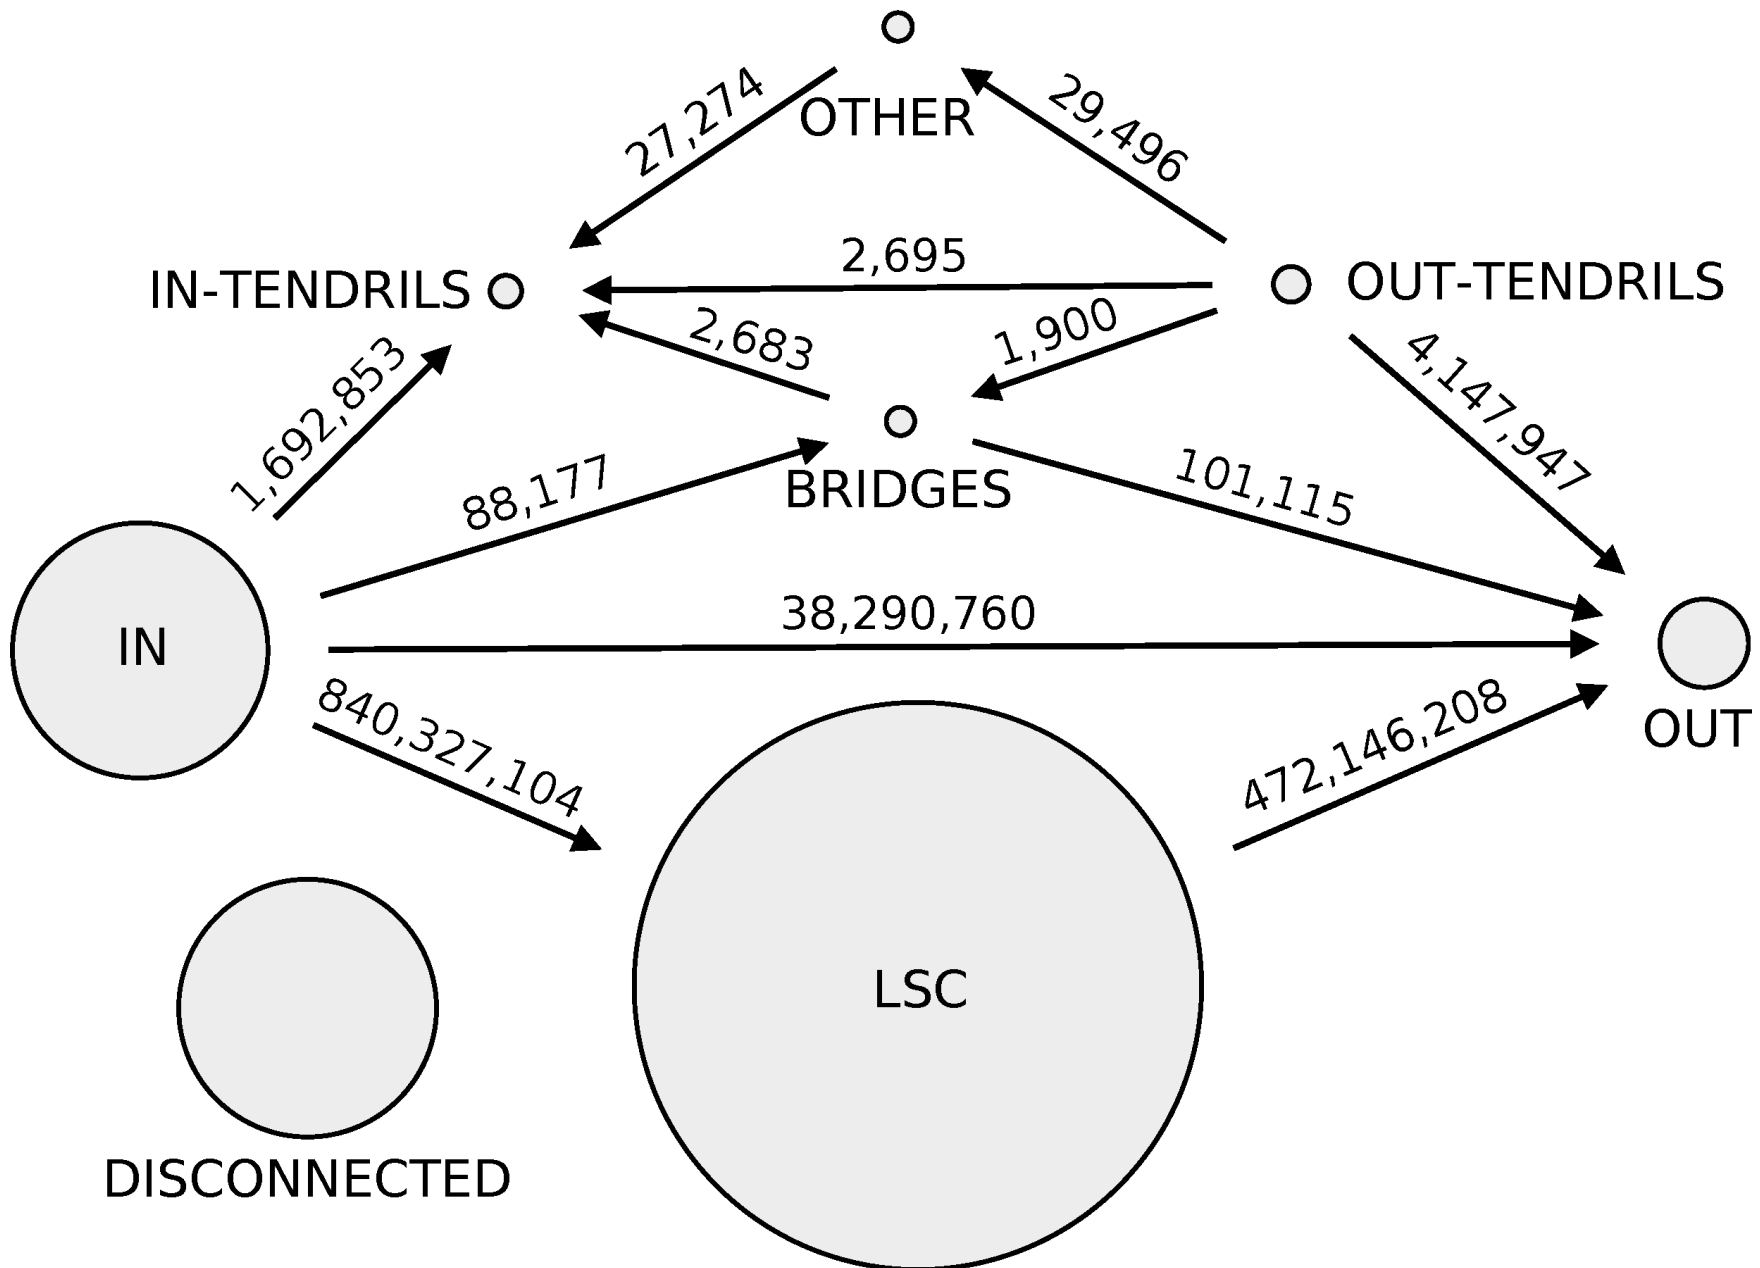 27,274
OTHER
29,496
2,695
IN-TENDRILS
OUT-TENDRILS
2,683
1,900
1,692,853
4,147,947
88,177
BRIDGES
101,115
38,290,760
IN
840,327,104
472,146,208
OUT
LSC
DISCONNECTED